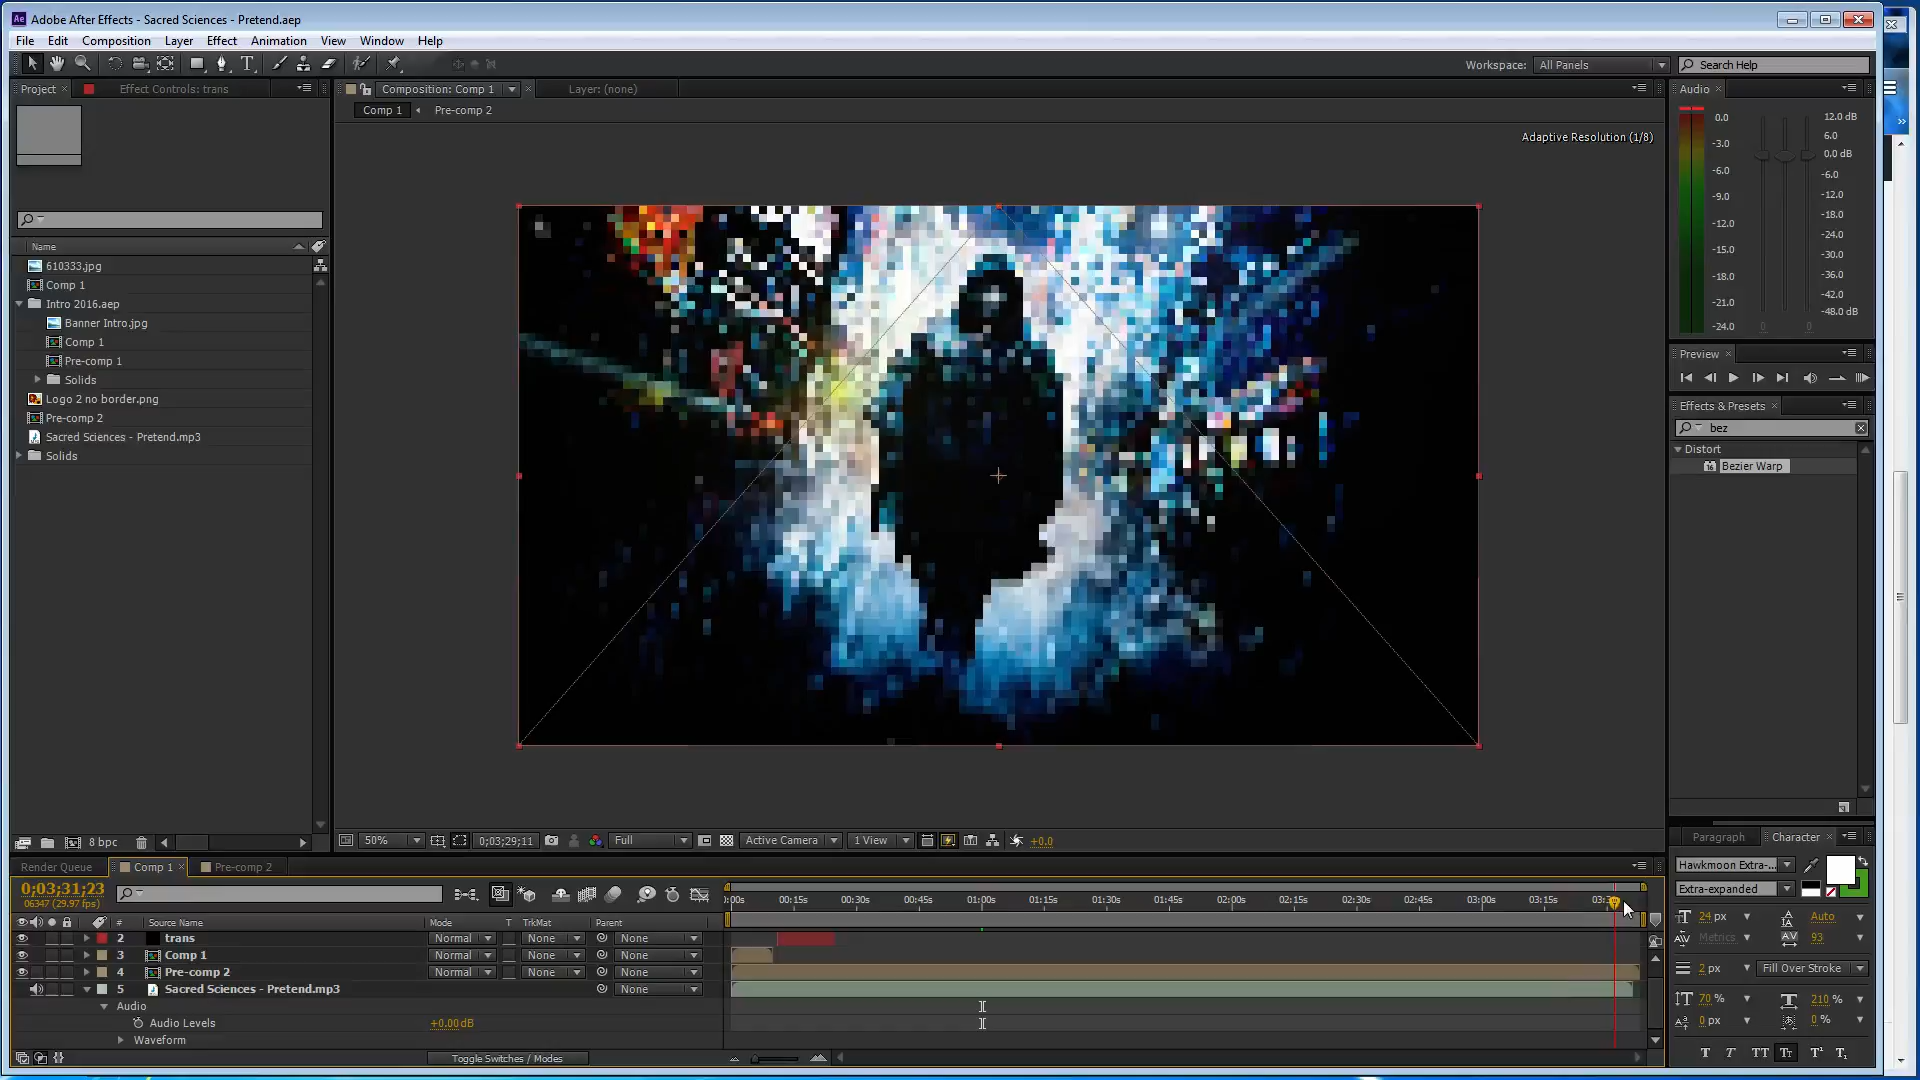 Adobe After Effects - Sacred Sciences - Pretend.aep
File Edit Composition Layer Effect Animation View Window Help
Workspace: All Panels Search Help
Project Effect Controls: trans
Composition: Comp 1 Layer: (none)
Comp 1 Pre-comp 2
Adaptive Resolution (1/8)
Name
610333.jpg
Comp 1
Intro 2016.aep
Banner Intro.jpg
Comp 1
Pre-comp 1
Solids
Logo 2 no border.png
Pre-comp 2
Sacred Sciences - Pretend.mp3
Solids
8 bpc
50% 0;03;29;11 Full Active Camera 1 View +0.0
Audio
0.0 12.0 dB
-3.0 6.0
-6.0 0.0 dB
-9.0 -6.0
-12.0 -12.0
-15.0 -18.0
-18.0 -24.0
-21.0 -30.0
-24.0 -36.0
-42.0
-48.0 dB
0 0
Preview
Effects & Presets
bez
Distort
Bezier Warp
Paragraph Character
Hawkmoon Extra-...
Extra-expanded
24 px Auto
Metrics 93
2 px Fill Over Stroke
70 % 210 %
0 px 0 %
T T TT Tt T¹ T₁
Render Queue Comp 1 Pre-comp 2
0;03;31;23
06347 (29.97 fps)
:00s 00:15s 00:30s 00:45s 01:00s 01:15s 01:30s 01:45s 02:00s 02:15s 02:30s 02:45s 03:00s 03:15s
# Source Name Mode T TrkMat Parent
2 trans Normal None None
3 Comp 1 Normal None None
4 Pre-comp 2 Normal None None
5 Sacred Sciences - Pretend.mp3 None
Audio
Audio Levels +0.00dB
Waveform
Toggle Switches / Modes